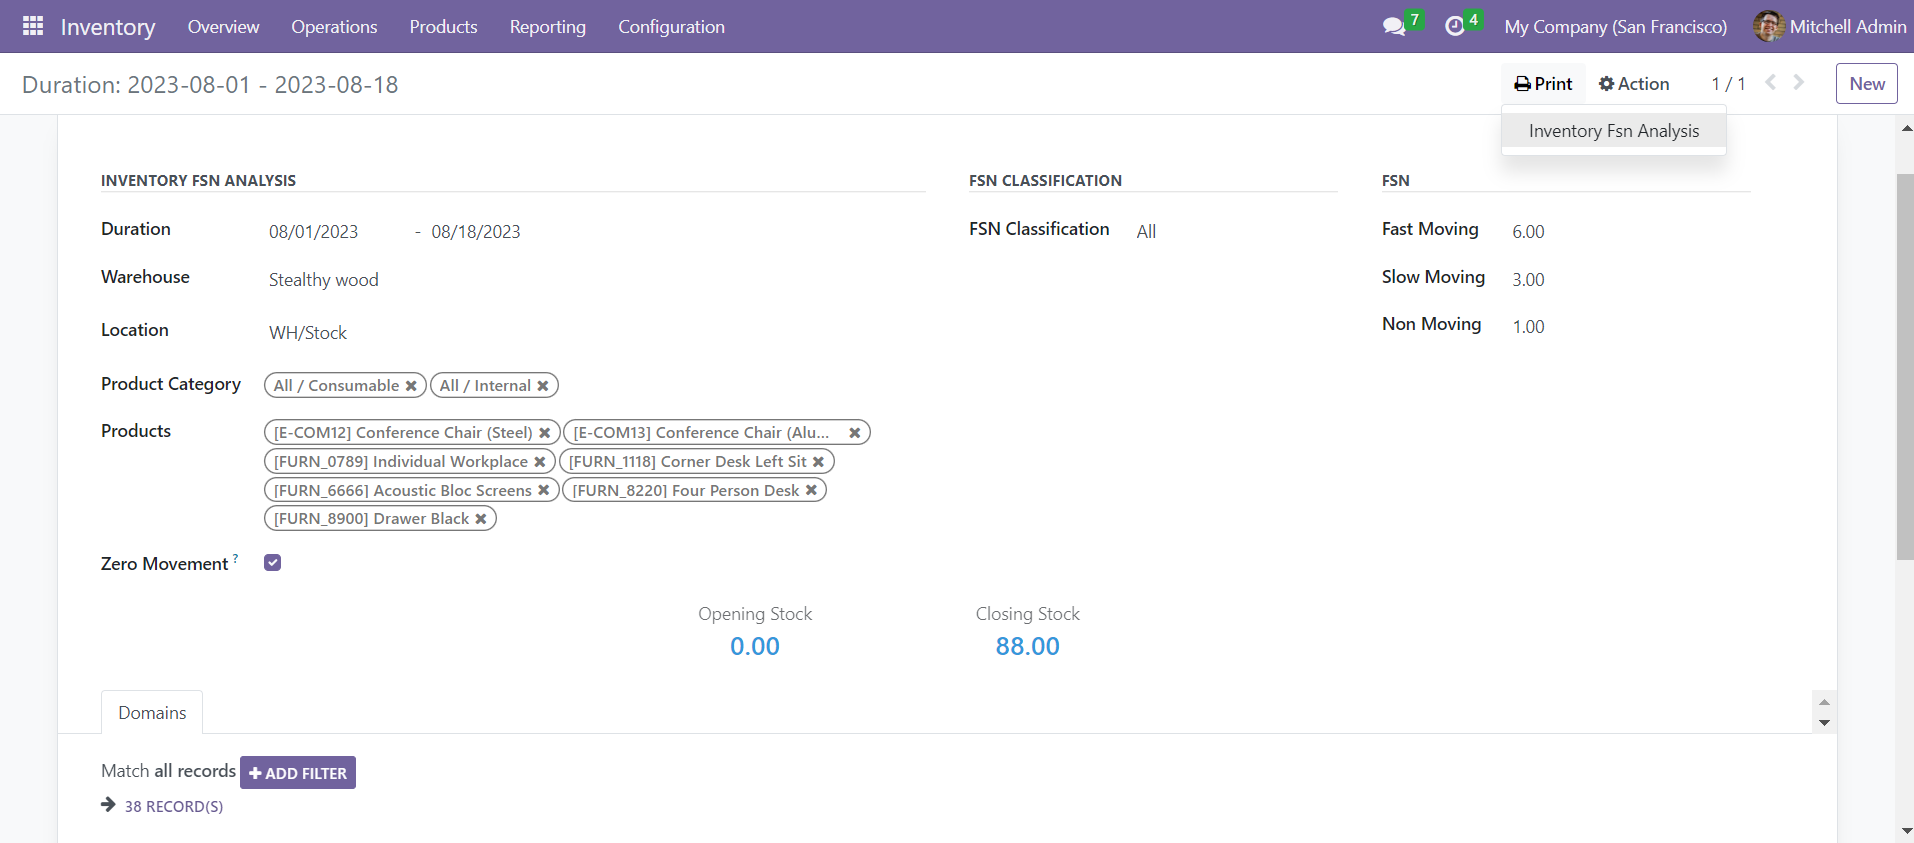 Inventory Overview Operations Products Reporting Configuration 7 4 My Company (San Francisco) Mitchell Admin
Duration: 2023-08-01 - 2023-08-18 Print Action 1 / 1 New
Inventory Fsn Analysis
INVENTORY FSN ANALYSIS FSN CLASSIFICATION FSN
Duration 08/01/2023 - 08/18/2023 FSN Classification All Fast Moving 6.00
Warehouse Stealthy wood Slow Moving 3.00
Location WH/Stock Non Moving 1.00
Product Category All / Consumable All / Internal
Products [E-COM12] Conference Chair (Steel) [E-COM13] Conference Chair (Alu...
[FURN_0789] Individual Workplace [FURN_1118] Corner Desk Left Sit
[FURN_6666] Acoustic Bloc Screens [FURN_8220] Four Person Desk
[FURN_8900] Drawer Black
Zero Movement ?
Opening Stock Closing Stock
0.00 88.00
Domains
Match all records ADD FILTER
38 RECORD(S)